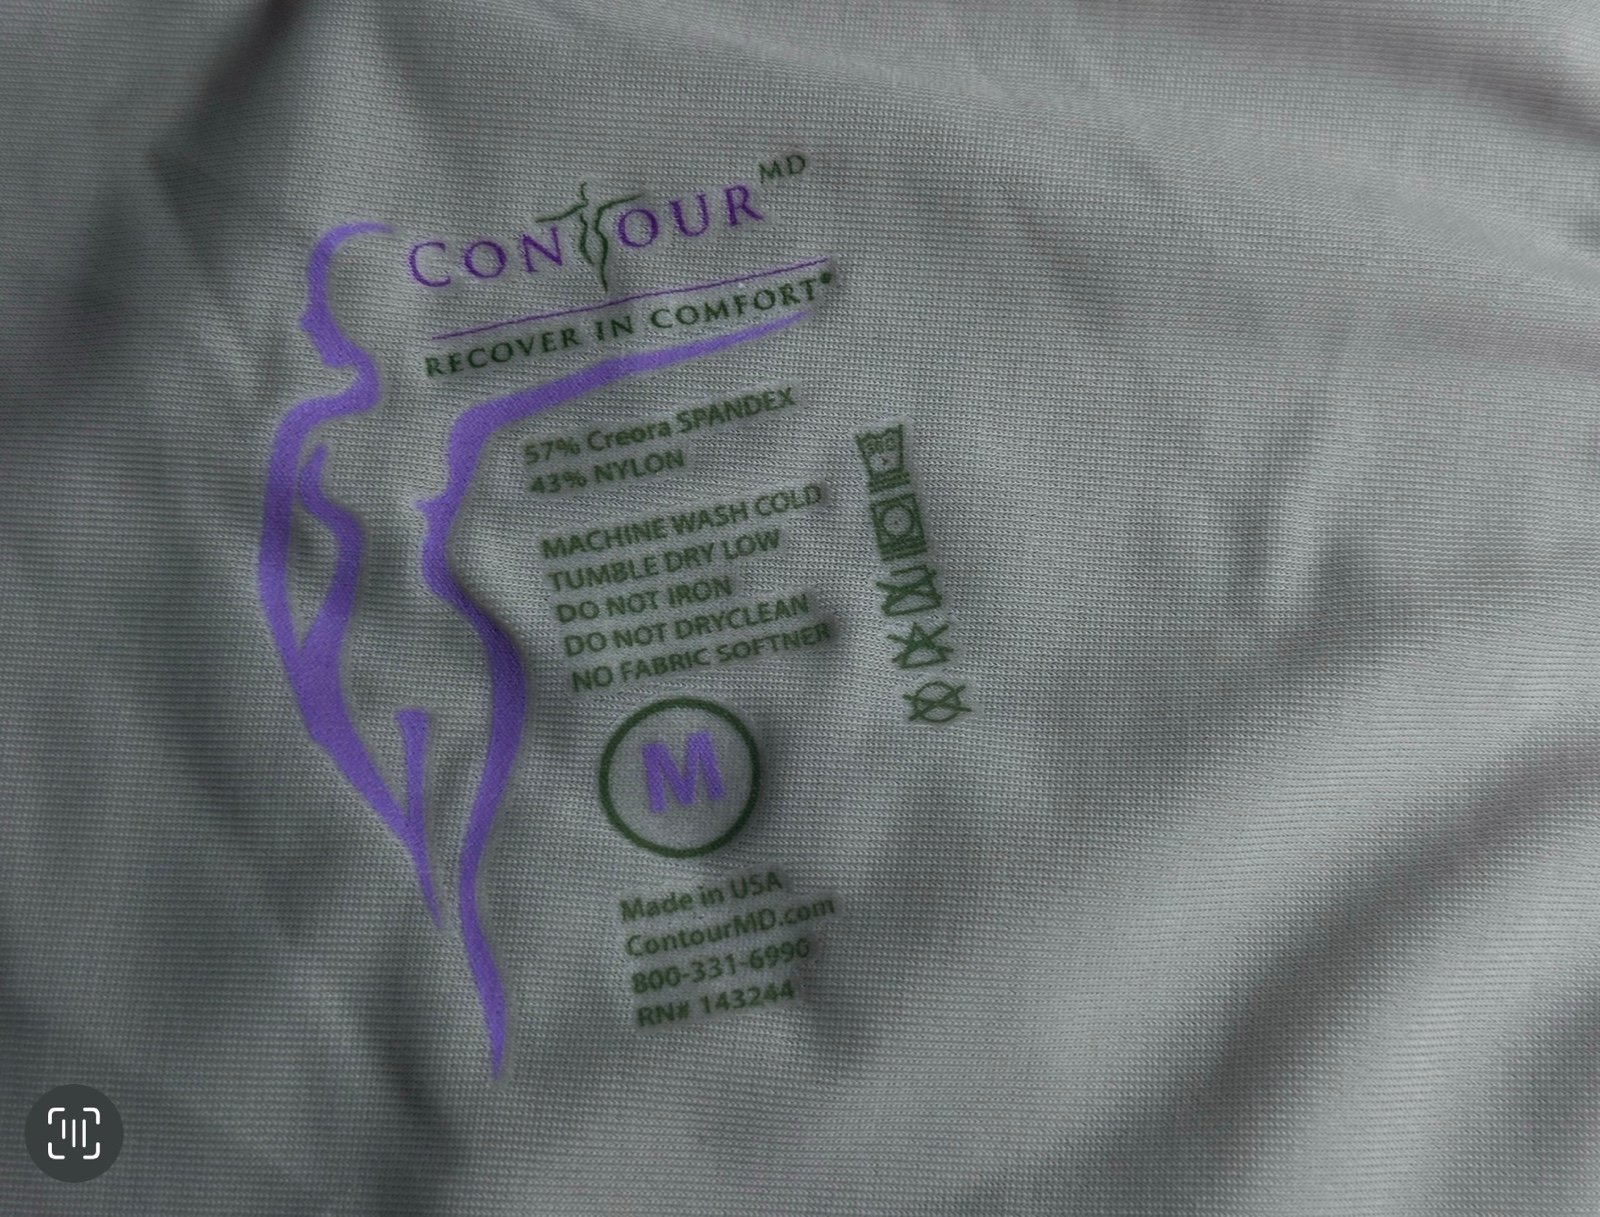 CONTOUR MD
RECOVER IN COMFORT®
57% Creora SPANDEX
43% NYLON
MACHINE WASH COLD
TUMBLE DRY LOW
DO NOT IRON
DO NOT DRYCLEAN
NO FABRIC SOFTNER
M
Made in USA
ContourMD.com
800-331-6990
RN# 143244